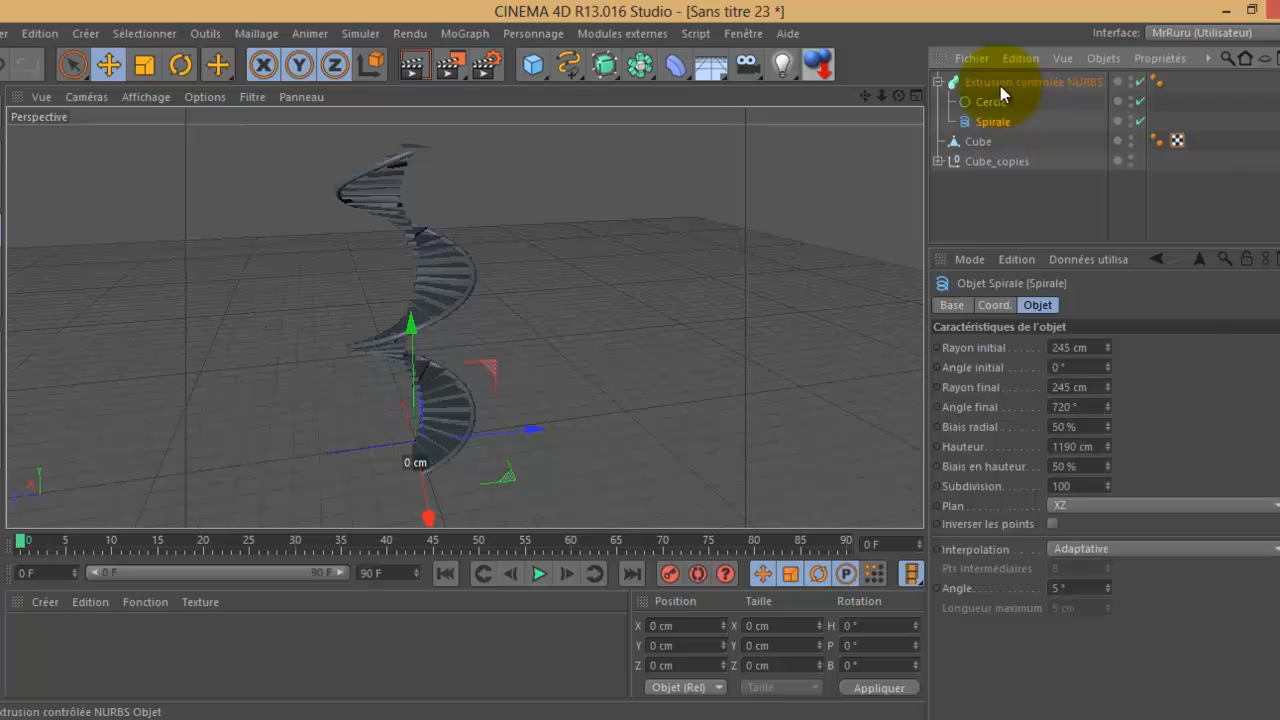 CINEMA 4D R13.016 Studio - [Sans titre 23 *]
er Edition Créer Sélectionner Outils Maillage Animer Simuler Rendu MoGraph Personnage Modules externes Script Fenêtre Aide Interface: MrRuru (Utilisateur)
Fichier Edition Vue Objets Propriétés
Extrusion contrôlée NURBS
Cercle
Spirale
Cube
Cube_copies
Vue Caméras Affichage Options Filtre Panneau
Perspective
0 cm
Y
X
Z
Mode Edition Données utilisa
Objet Spirale [Spirale]
Base Coord. Objet
Caractéristiques de l'objet
Rayon initial 245 cm
Angle initial 0 °
Rayon final 245 cm
Angle final 720 °
Biais radial 50 %
Hauteur 1190 cm
Biais en hauteur 50 %
Subdivision 100
Plan XZ
Inverser les points
Interpolation Adaptative
Pts intermédiaires 8
Angle 5 °
Longueur maximum 5 cm
0 5 10 15 20 25 30 35 40 45 50 55 60 65 70 75 80 85 90 0 F
0 F 0 F 90 F 90 F
Créer Edition Fonction Texture
Position Taille Rotation
X 0 cm X 0 cm H 0 °
Y 0 cm Y 0 cm P 0 °
Z 0 cm Z 0 cm B 0 °
Objet (Rel) Taille Appliquer
xtrusion contrôlée NURBS Objet